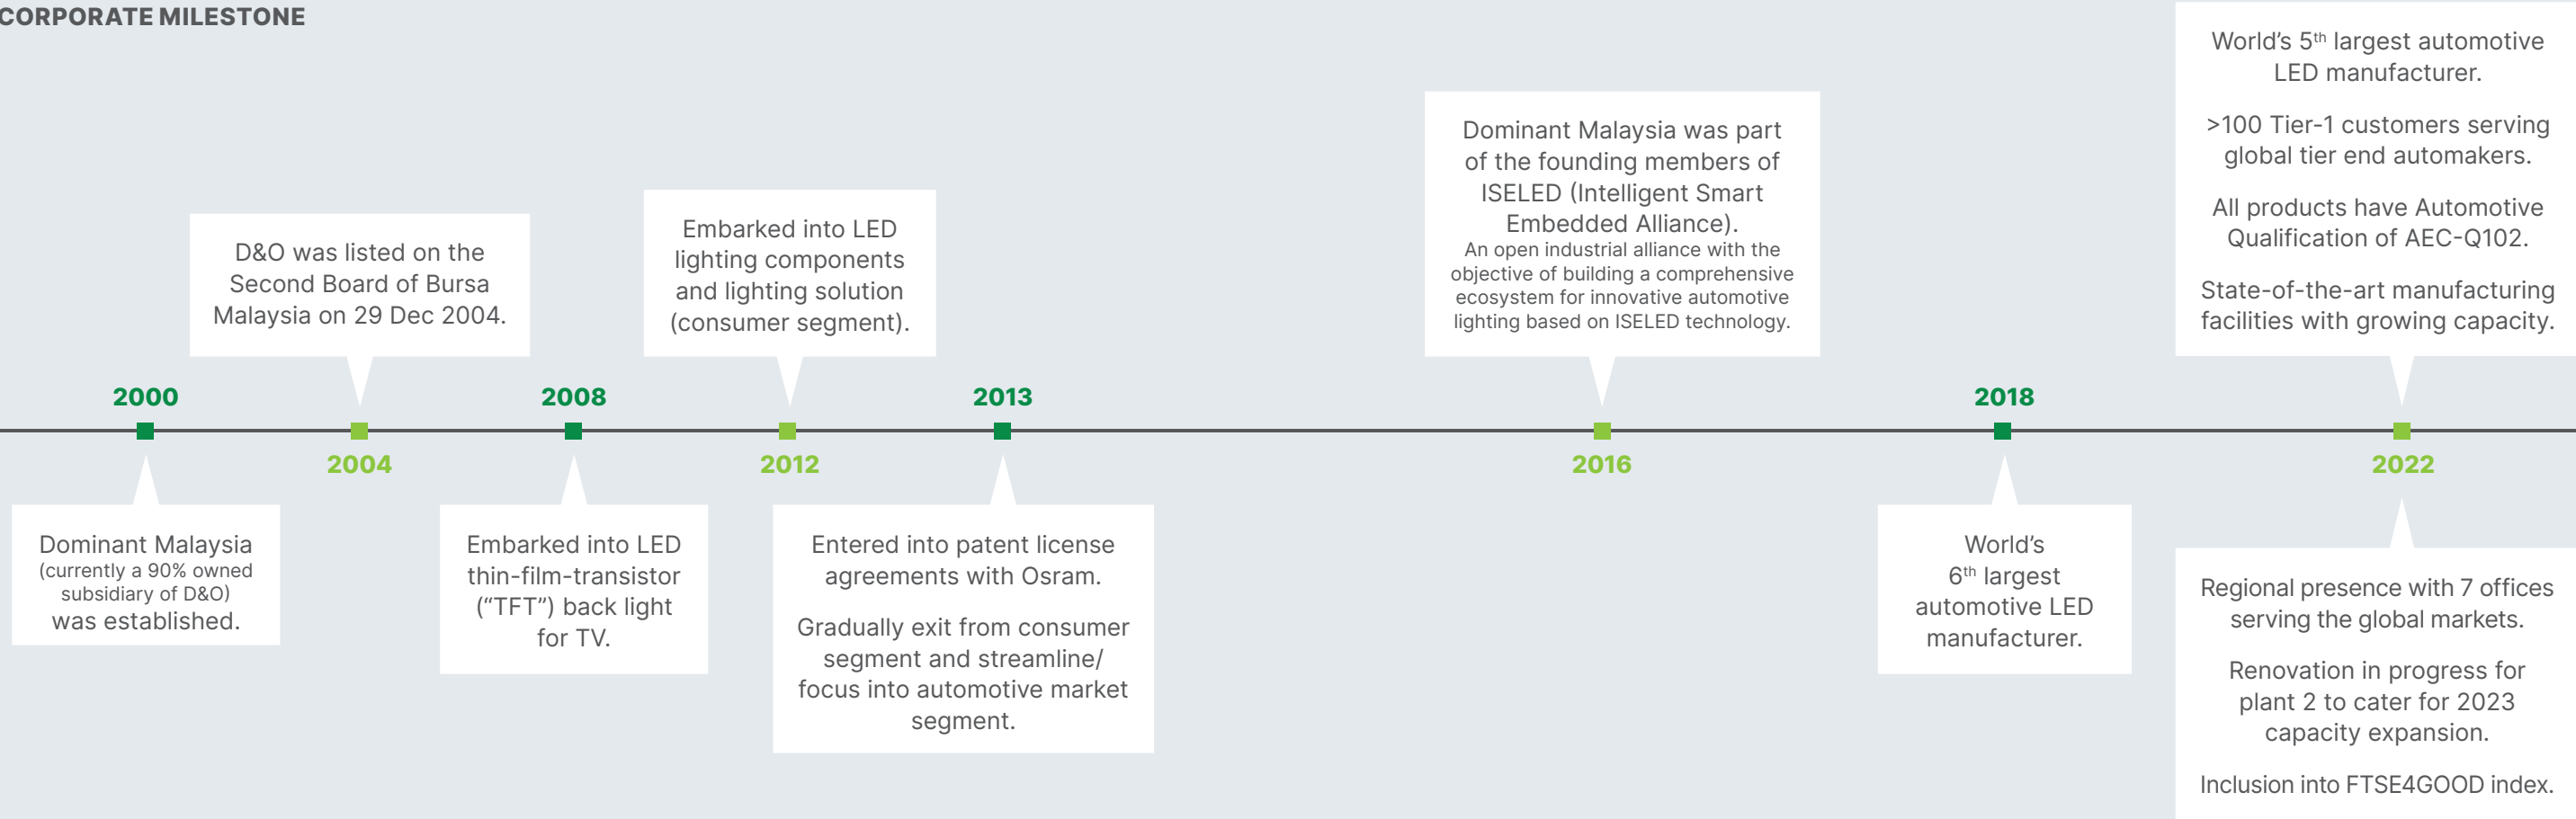 CORPORATE MILESTONE
2000
Dominant Malaysia
(currently a 90% owned
subsidiary of D&O)
was established.
D&O was listed on the
Second Board of Bursa
Malaysia on 29 Dec 2004.
2004
2008
Embarked into LED
thin-film-transistor
(“TFT”) back light
for TV.
Embarked into LED
lighting components
and lighting solution
(consumer segment).
2012
2013
Entered into patent license
agreements with Osram.
Gradually exit from consumer
segment and streamline/
focus into automotive market
segment.
Dominant Malaysia was part
of the founding members of
ISELED (Intelligent Smart
Embedded Alliance).
An open industrial alliance with the
objective of building a comprehensive
ecosystem for innovative automotive
lighting based on ISELED technology.
2016
2018
World’s
6th largest
automotive LED
manufacturer.
World’s 5th largest automotive
LED manufacturer.
>100 Tier-1 customers serving
global tier end automakers.
All products have Automotive
Qualification of AEC-Q102.
State-of-the-art manufacturing
facilities with growing capacity.
2022
Regional presence with 7 offices
serving the global markets.
Renovation in progress for
plant 2 to cater for 2023
capacity expansion.
Inclusion into FTSE4GOOD index.